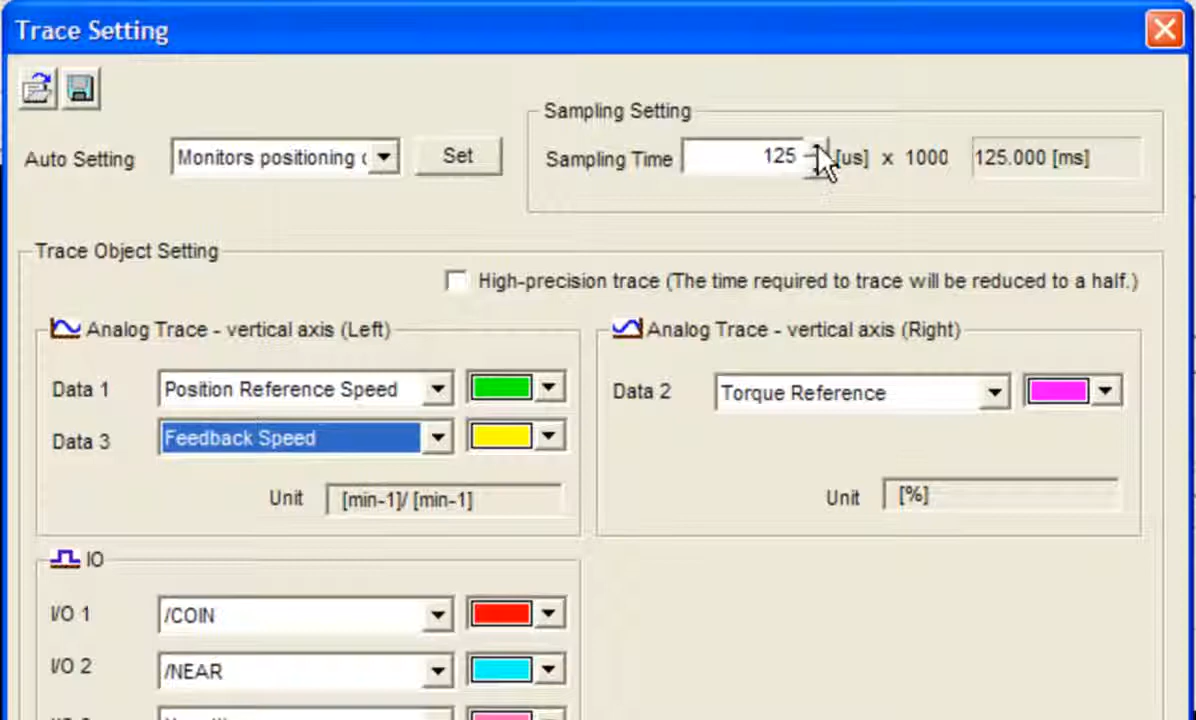 Trace Setting
Auto Setting
Monitors positioning
Set
Sampling Setting
Sampling Time 125 [us] x 1000 125.000 [ms]
Trace Object Setting
High-precision trace (The time required to trace will be reduced to a half.)
Analog Trace - vertical axis (Left)
Data 1 Position Reference Speed
Data 3 Feedback Speed
Unit [min-1]/ [min-1]
Analog Trace - vertical axis (Right)
Data 2 Torque Reference
Unit [%]
IO
I/O 1 /COIN
I/O 2 /NEAR